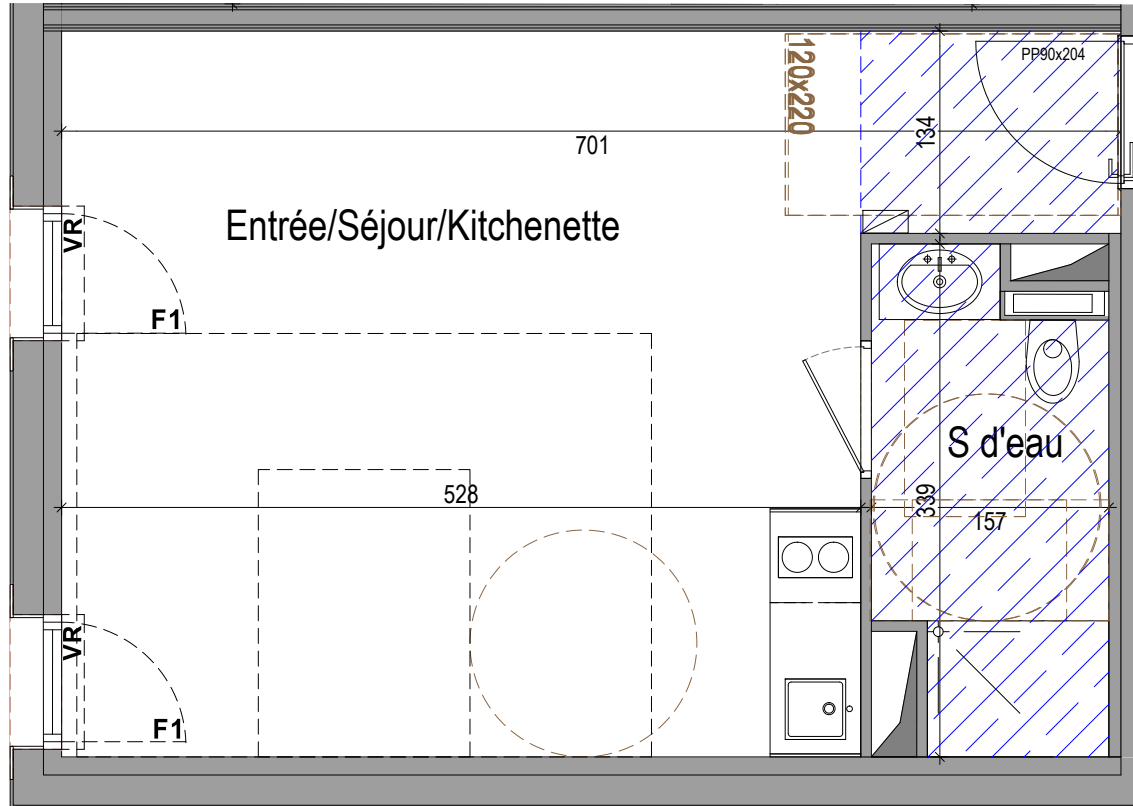 PP90x204
120x220
134
701
Entrée/Séjour/Kitchenette
VR
F1
S d'eau
528
339
157
VR
F1